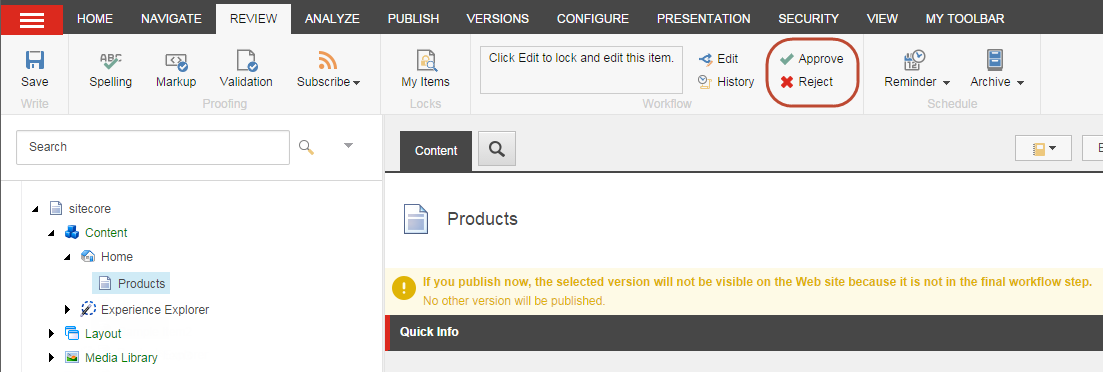 HOME NAVIGATE REVIEW ANALYZE PUBLISH VERSIONS CONFIGURE PRESENTATION SECURITY VIEW MY TOOLBAR
ABC
Click Edit to lock and edit this item.
Edit
Approve
12
Save Spelling Markup Validation Subscribe My Items
History
Reject
Reminder Archive
Write Proofing Locks Workflow Schedule
Search
Content
E
sitecore
Content
Home
Products
Experience Explorer
Layout
Media Library
Products
If you publish now, the selected version will not be visible on the Web site because it is not in the final workflow step.
No other version will be published.
Quick Info